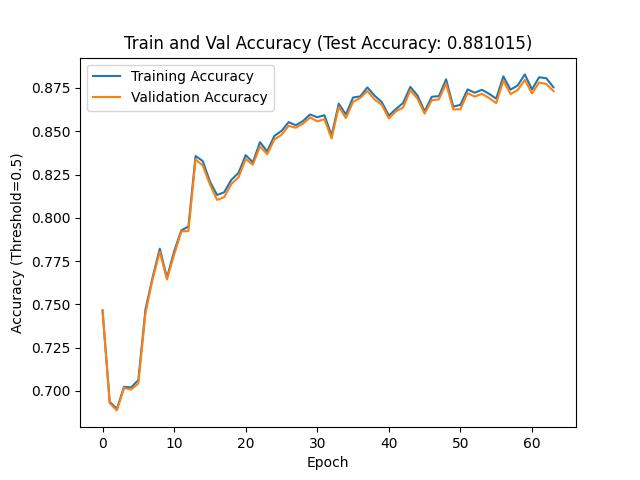 Train and Val Accuracy (Test Accuracy: 0.881015)
Training Accuracy
Validation Accuracy
Accuracy (Threshold=0.5)
0.875
0.850
0.825
0.800
0.775
0.750
0.725
0.700
0 10 20 30 40 50 60
Epoch